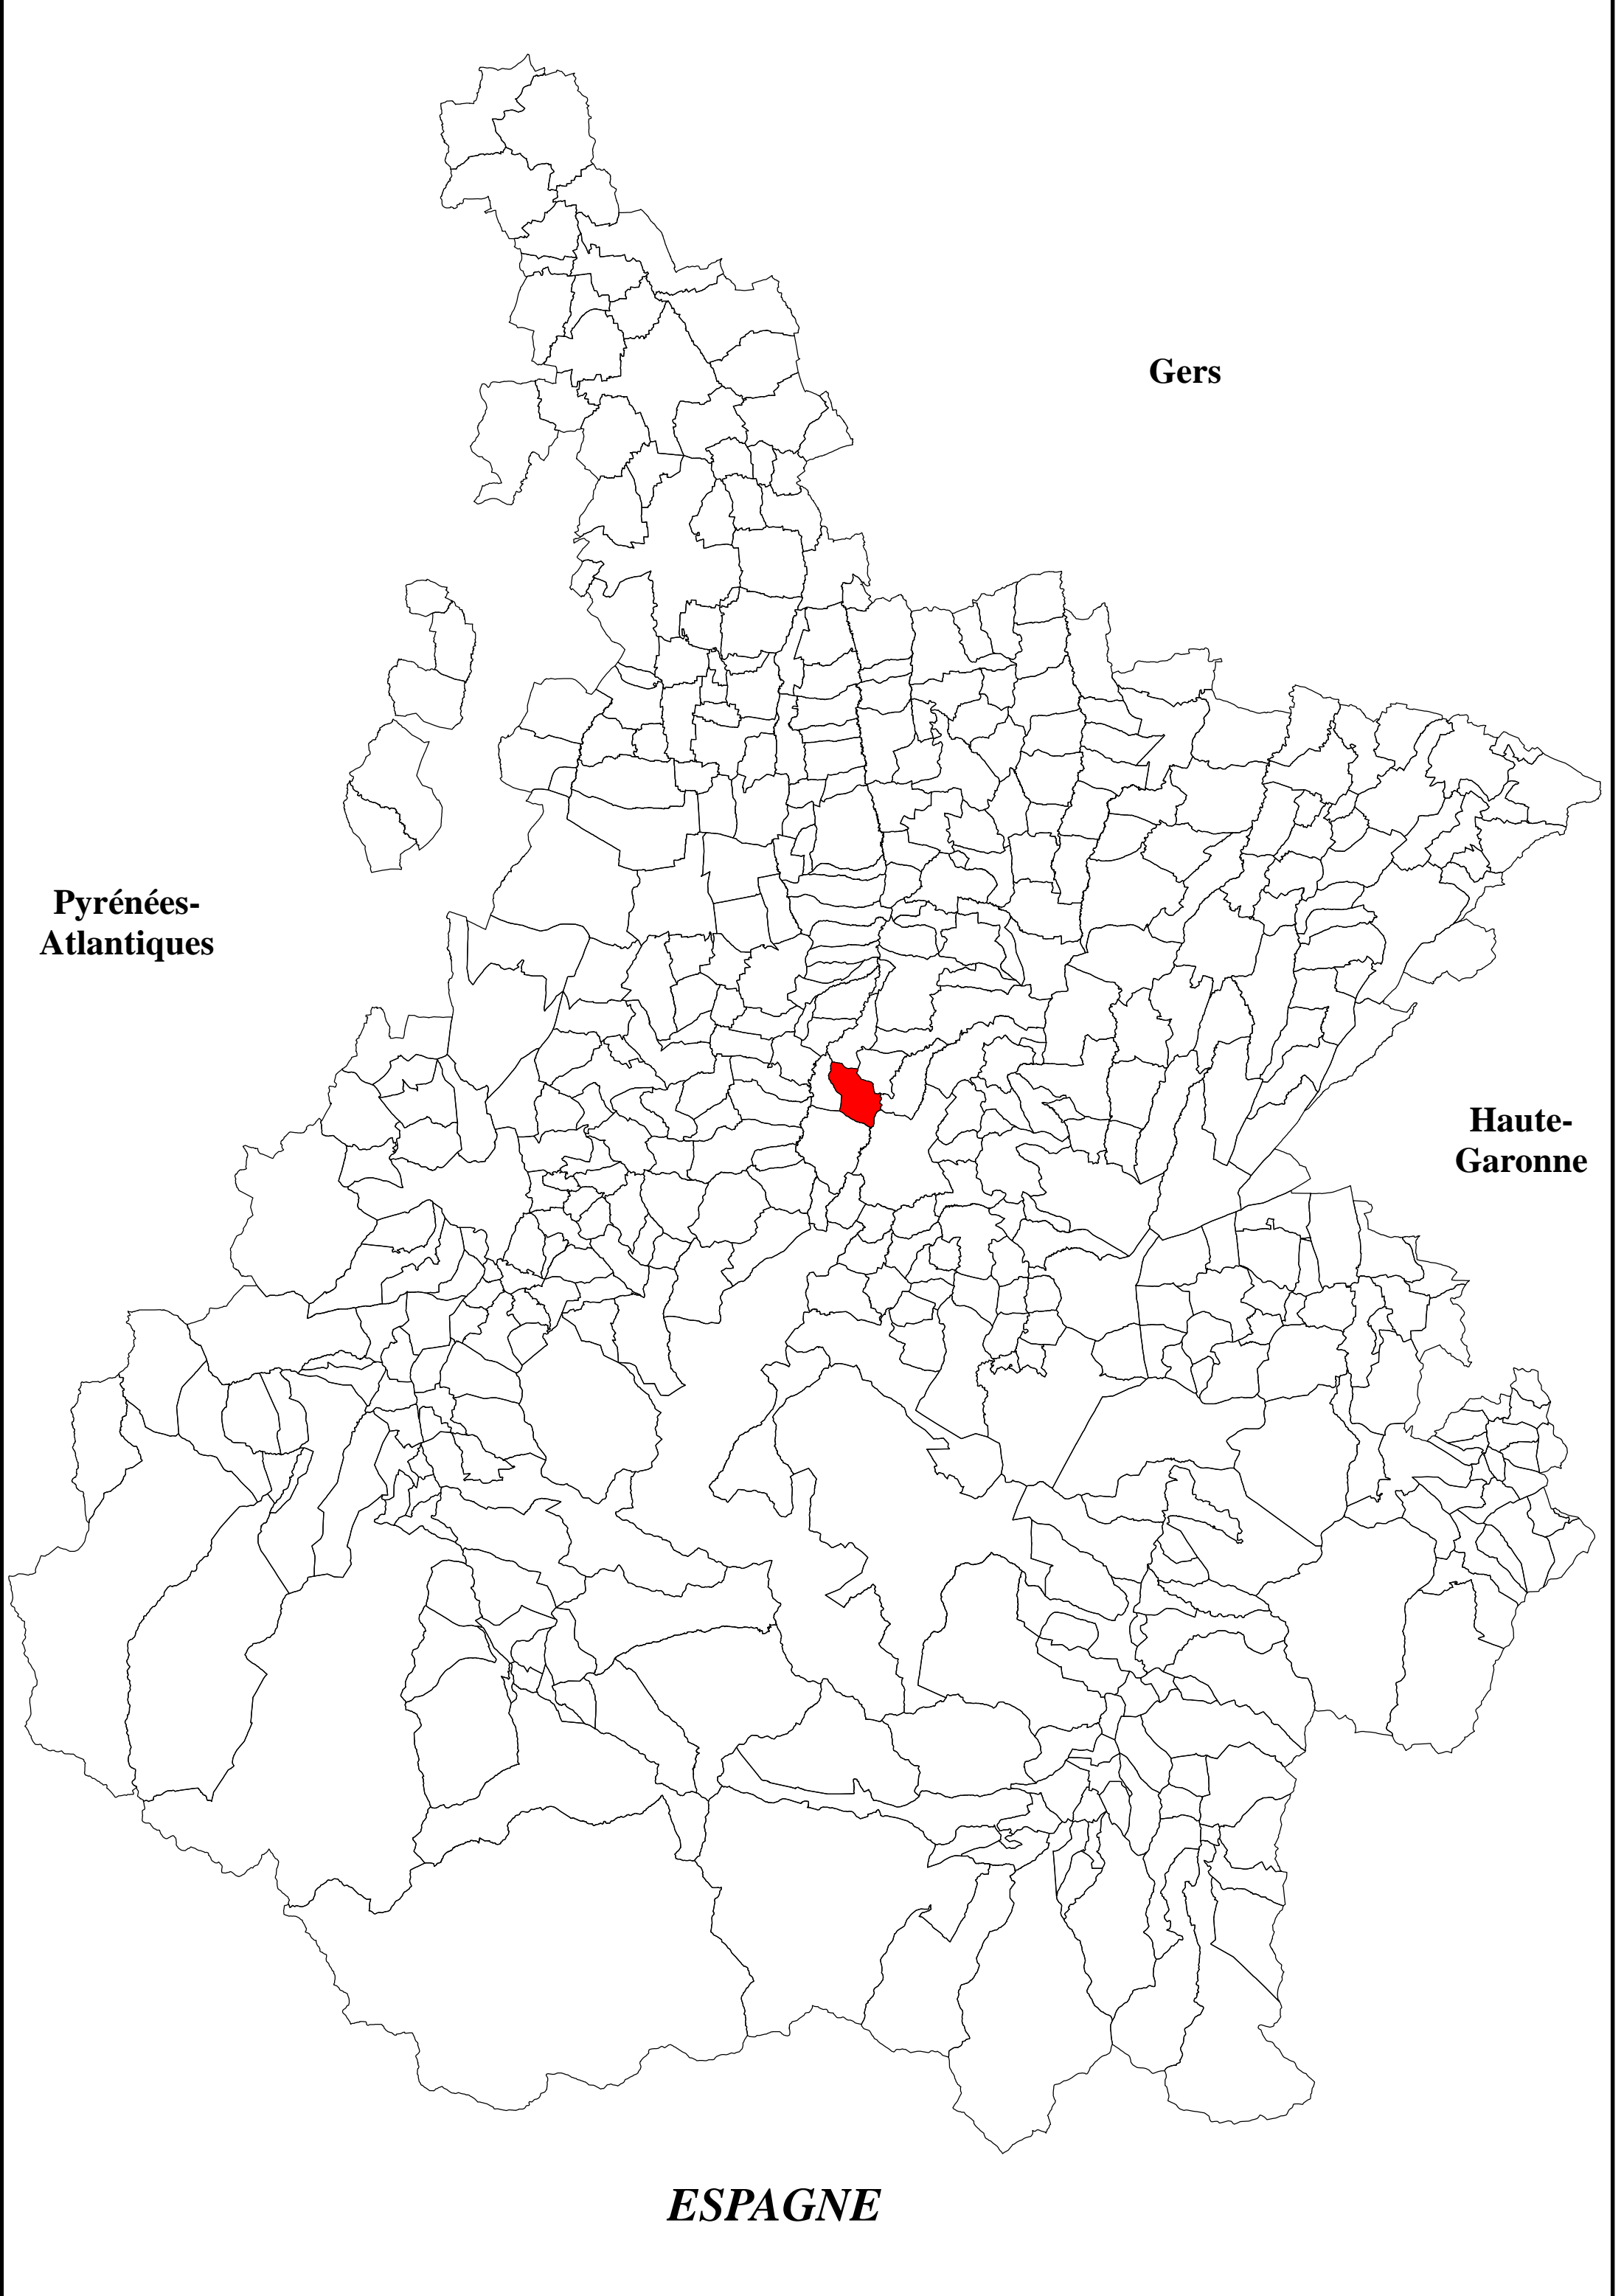 Gers
Pyrénées-
Atlantiques
Haute-
Garonne
ESPAGNE